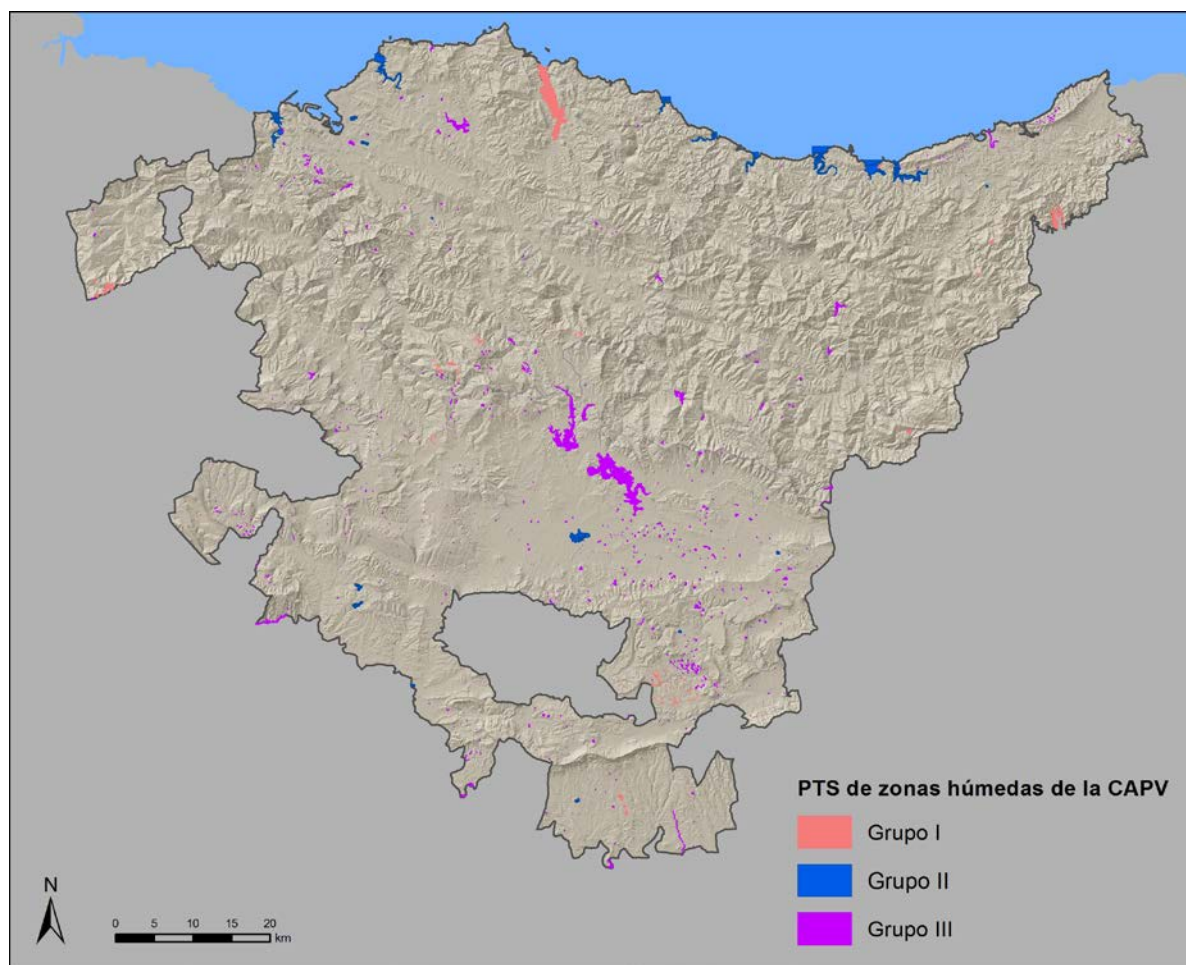 PTS de zonas húmedas de la CAPV
Grupo I
Grupo II
Grupo III
N
0 5 10 15 20
km